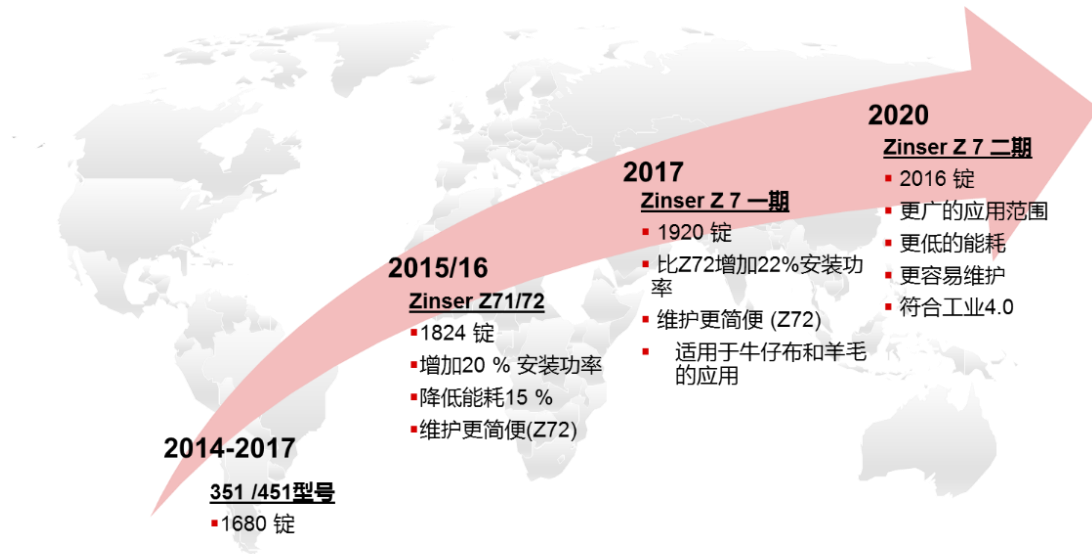 2014-2017
351 /451型号
▪1680 锭
2015/16
Zinser Z71/72
▪1824 锭
▪增加20 % 安装功率
▪降低能耗15 %
▪维护更简便(Z72)
2017
Zinser Z 7 一期
▪ 1920 锭
▪ 比Z72增加22%安装功
率
▪ 维护更简便 (Z72)
▪ 适用于牛仔布和羊毛
的应用
2020
Zinser Z 7 二期
▪ 2016 锭
▪ 更广的应用范围
▪ 更低的能耗
▪ 更容易维护
▪ 符合工业4.0